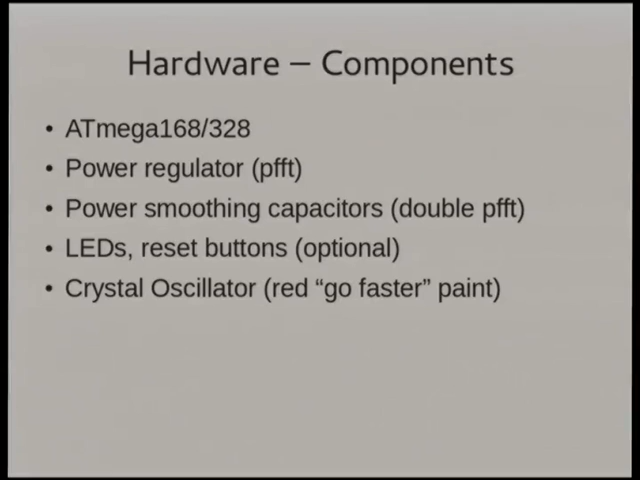 Hardware – Components
• ATmega168/328
• Power regulator (pfft)
• Power smoothing capacitors (double pfft)
• LEDs, reset buttons (optional)
• Crystal Oscillator (red “go faster” paint)